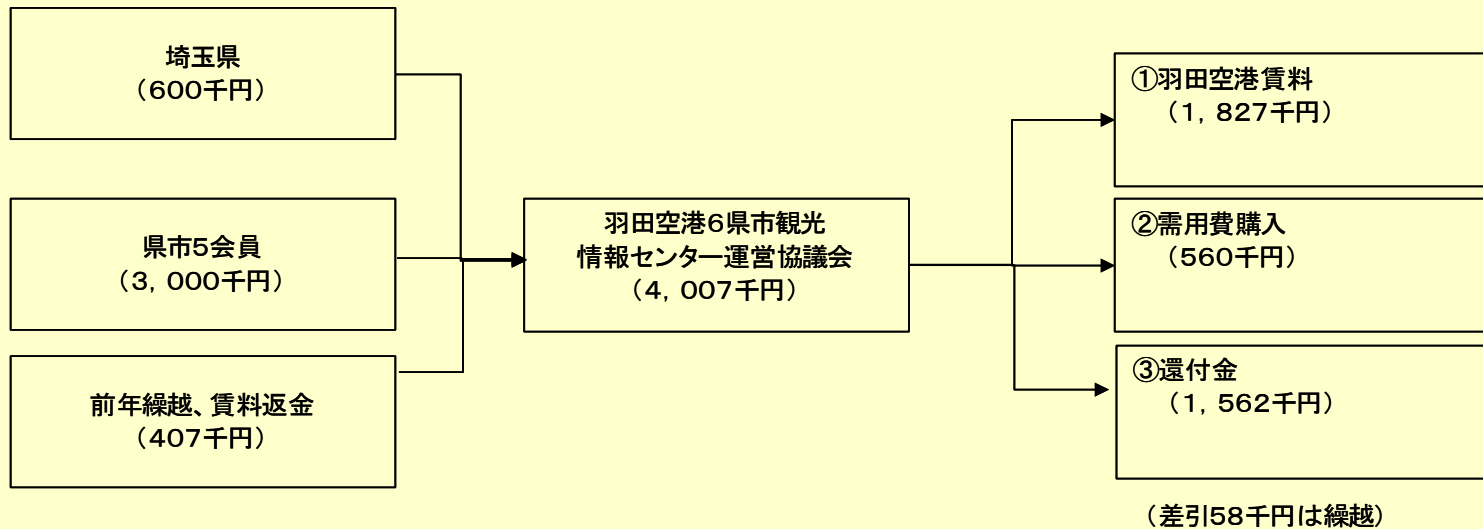 埼玉県
（600千円）
県市5会員
（3，000千円）
前年繰越、賃料返金
（407千円）
羽田空港6県市観光
情報センター運営協議会
（4，007千円）
①羽田空港賃料
（1，827千円）
②需用費購入
（560千円）
③還付金
（1，562千円）
（差引58千円は繰越）